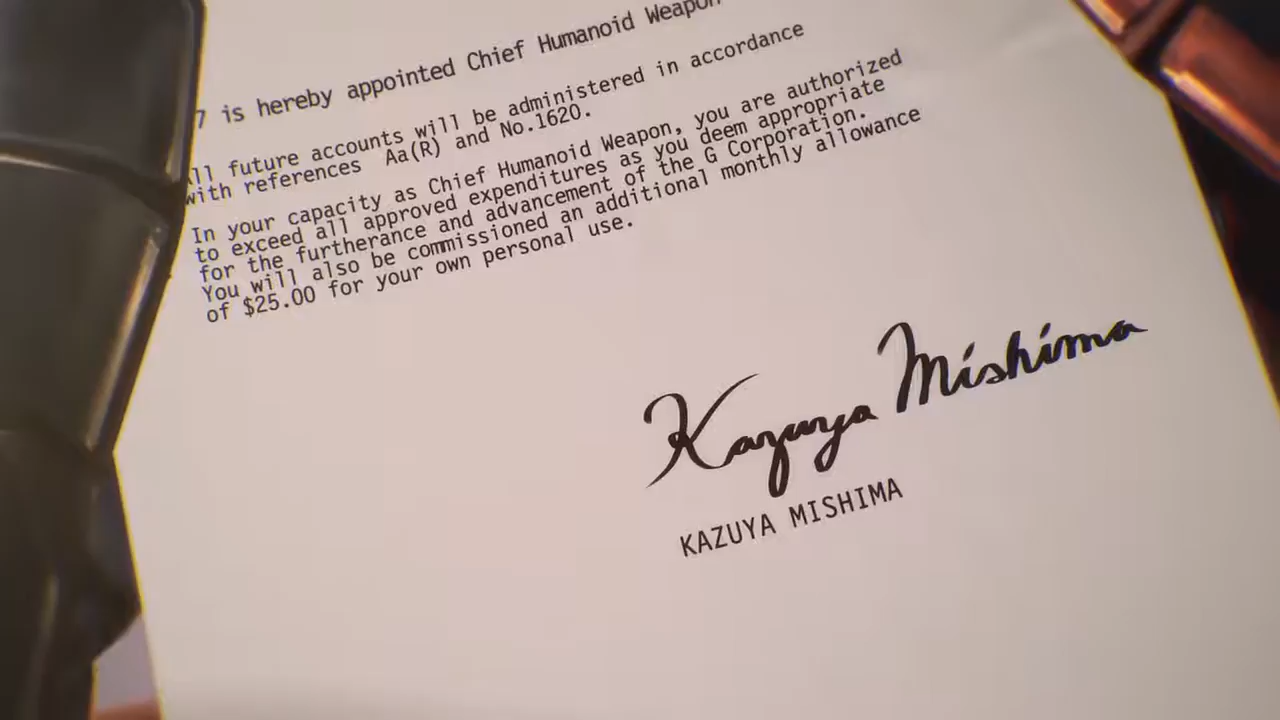 7 is hereby appointed Chief Humanoid Weapon
All future accounts will be administered in accordance
with references Aa(R) and No.1620.
In your capacity as Chief Humanoid Weapon, you are authorized
to exceed all approved expenditures as you deem appropriate
for the furtherance and advancement of the G Corporation.
You will also be commissioned an additional monthly allowance
of $25.00 for your own personal use.
Kazuya Mishima
KAZUYA MISHIMA